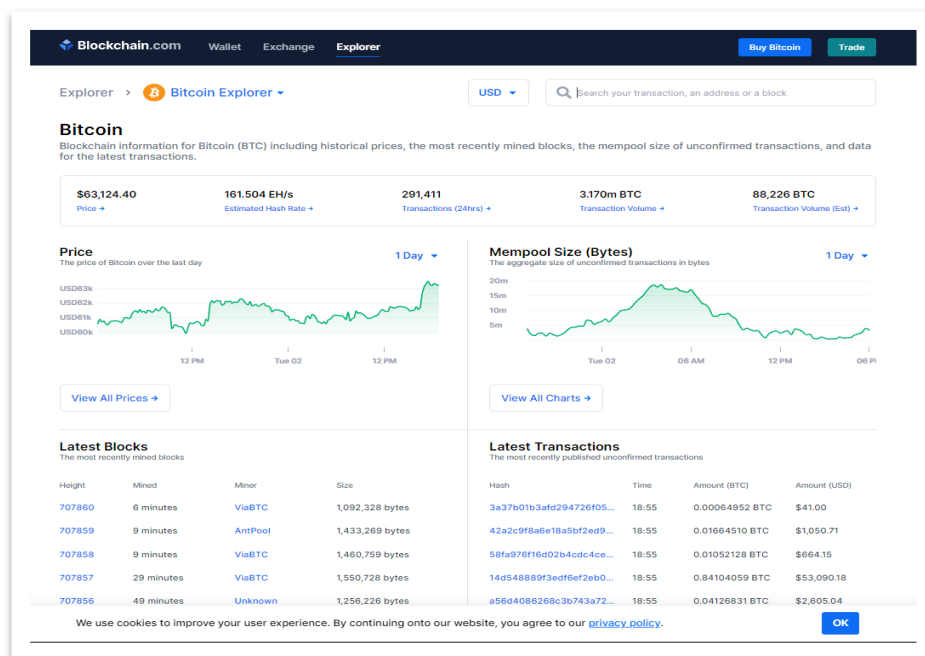 Blockchain.com Wallet Exchange Explorer Buy Bitcoin Trade
Explorer > Bitcoin Explorer USD Search your transaction, an address or a block
Bitcoin
Blockchain information for Bitcoin (BTC) including historical prices, the most recently mined blocks, the mempool size of unconfirmed transactions, and data
for the latest transactions.
$63,124.40 161.504 EH/s 291,411 3.170m BTC 88,226 BTC
Price → Estimated Hash Rate → Transactions (24hrs) → Transaction Volume → Transaction Volume (Est) →
Price 1 Day
The price of Bitcoin over the last day
USD63k
USD62k
USD61k
USD60k
12 PM Tue 02 12 PM
View All Prices →
Mempool Size (Bytes) 1 Day
The aggregate size of unconfirmed transactions in bytes
20m
15m
10m
5m
Tue 02 06 AM 12 PM 06 P
View All Charts →
Latest Blocks
The most recently mined blocks
Height Mined Miner Size
707860 6 minutes ViaBTC 1,092,328 bytes
707859 9 minutes AntPool 1,433,269 bytes
707858 9 minutes ViaBTC 1,460,759 bytes
707857 29 minutes ViaBTC 1,550,728 bytes
707856 49 minutes Unknown 1,256,226 bytes
Latest Transactions
The most recently published unconfirmed transactions
Hash Time Amount (BTC) Amount (USD)
3a37b01b3afd294726f05... 18:55 0.00064952 BTC $41.00
42a2c9f8a6e18a5bf2ed9... 18:55 0.01664510 BTC $1,050.71
58fa976f16d02b4cdc4ce... 18:55 0.01052128 BTC $664.15
14d548889f3edf6ef2eb0... 18:55 0.84104059 BTC $53,090.18
a56d4086268c3b743a72... 18:55 0.04126831 BTC $2,605.04
We use cookies to improve your user experience. By continuing onto our website, you agree to our privacy policy. OK